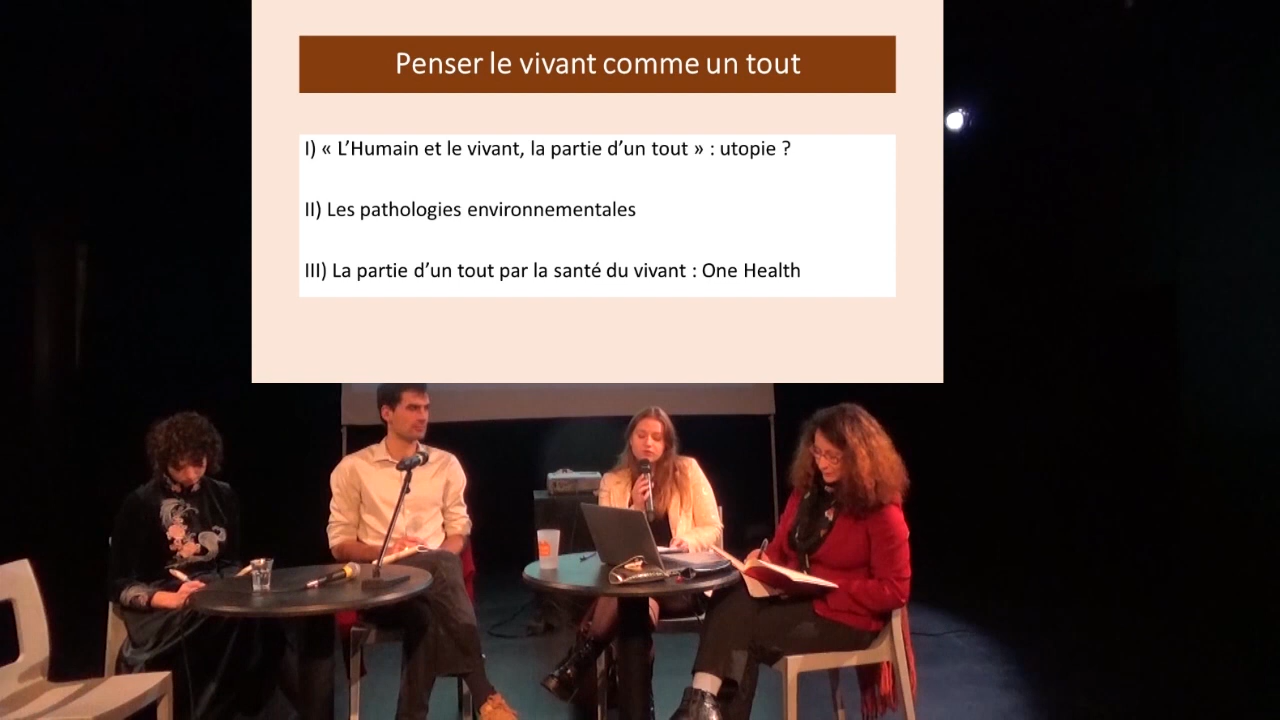 Penser le vivant comme un tout
I) « L’Humain et le vivant, la partie d’un tout » : utopie ?
II) Les pathologies environnementales
III) La partie d’un tout par la santé du vivant : One Health